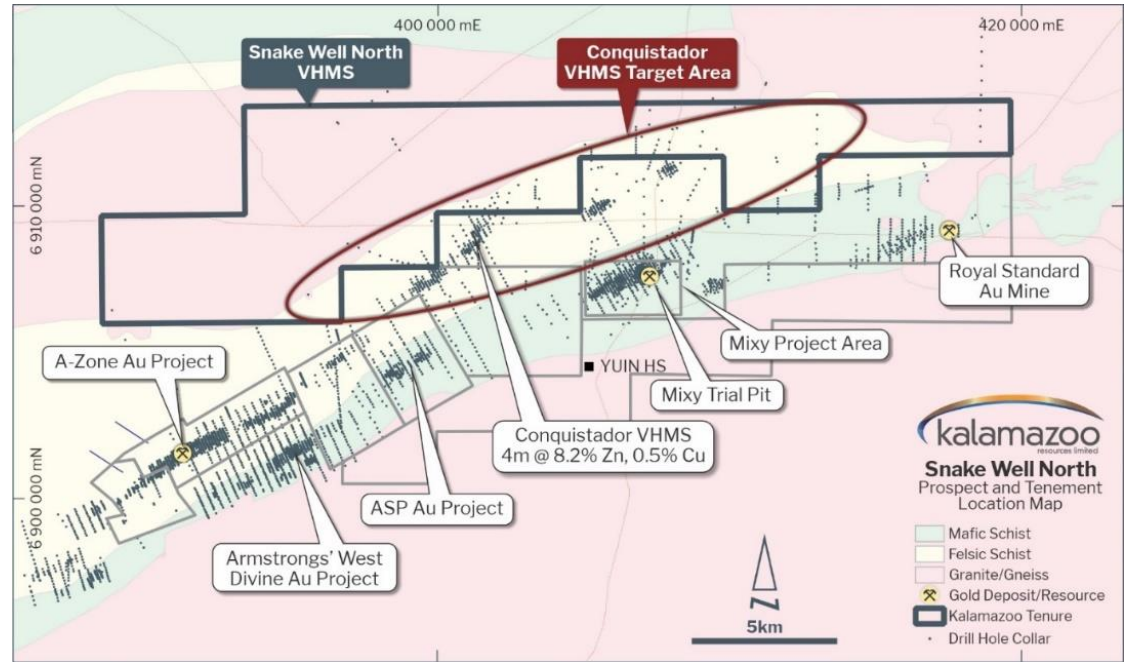 400 000 mE
420 000 mE
Snake Well North
VHMS
Conquistador
VHMS Target Area
6 910 000 mN
Royal Standard
Au Mine
A-Zone Au Project
Mixy Project Area
YUIN HS
Mixy Trial Pit
Conquistador VHMS
4m @ 8.2% Zn, 0.5% Cu
6 900 000 mN
ASP Au Project
Armstrongs' West
Divine Au Project
kalamazoo
resources limited
Snake Well North
Prospect and Tenement
Location Map
Mafic Schist
Felsic Schist
Granite/Gneiss
Gold Deposit/Resource
Kalamazoo Tenure
Drill Hole Collar
N
5km